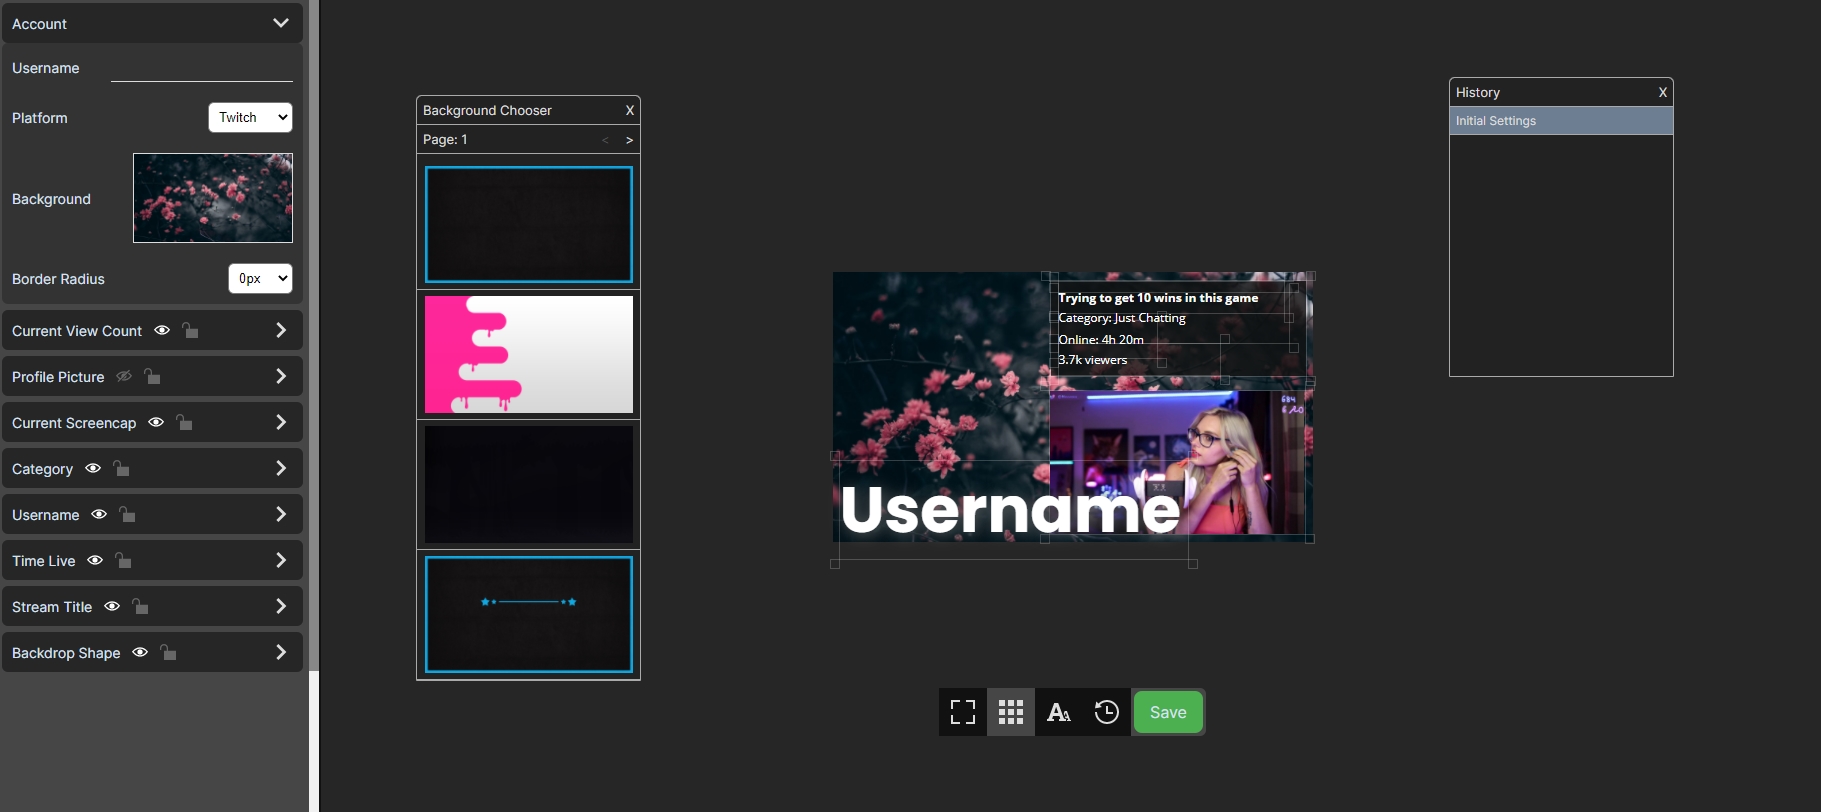 Account
Username
Platform
Twitch
Background
Border Radius
0px
Current View Count
Profile Picture
Current Screencap
Category
Username
Time Live
Stream Title
Backdrop Shape
Background Chooser
X
Page: 1
<
>
Trying to get 10 wins in this game
Category: Just Chatting
Online: 4h 20m
3.7k viewers
684
Username
AA
Save
History
X
Initial Settings